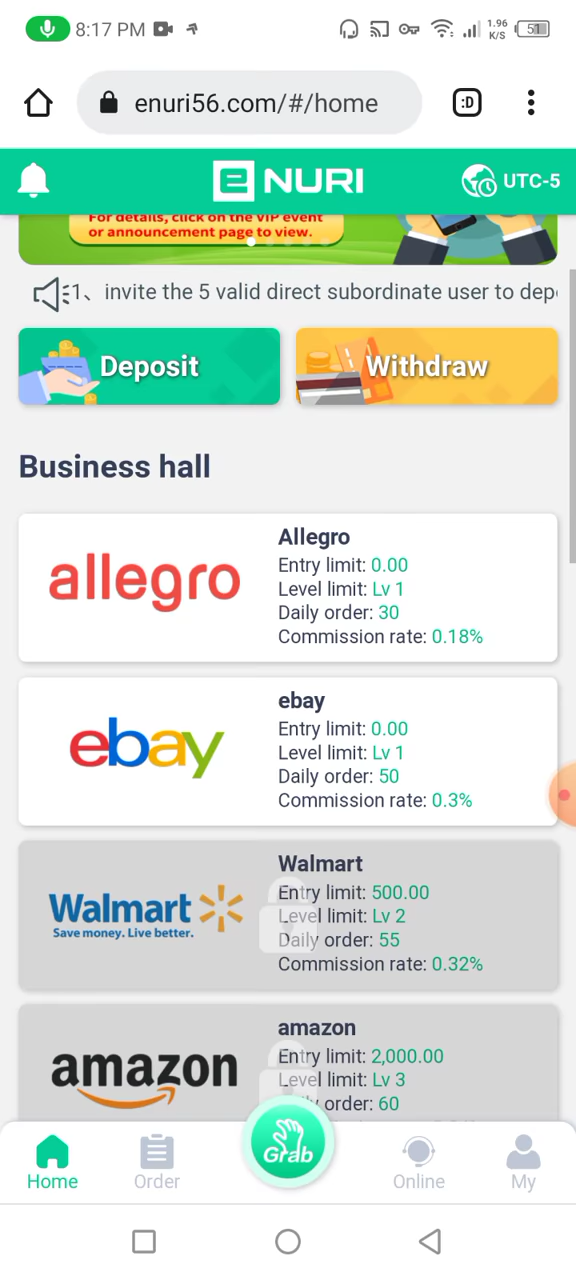 8:17 PM
1.96
K/S
51
enuri56.com/#/home
:D
E NURI
UTC-5
For details, click on the VIP event
or announcement page to view.
1、invite the 5 valid direct subordinate user to dep
Deposit
Withdraw
Business hall
allegro
Allegro
Entry limit: 0.00
Level limit: Lv 1
Daily order: 30
Commission rate: 0.18%
ebay
ebay
Entry limit: 0.00
Level limit: Lv 1
Daily order: 50
Commission rate: 0.3%
Walmart
Save money. Live better.
Walmart
Entry limit: 500.00
Level limit: Lv 2
Daily order: 55
Commission rate: 0.32%
amazon
amazon
Entry limit: 2,000.00
Level limit: Lv 3
Daily order: 60
Home
Order
Grab
Online
My